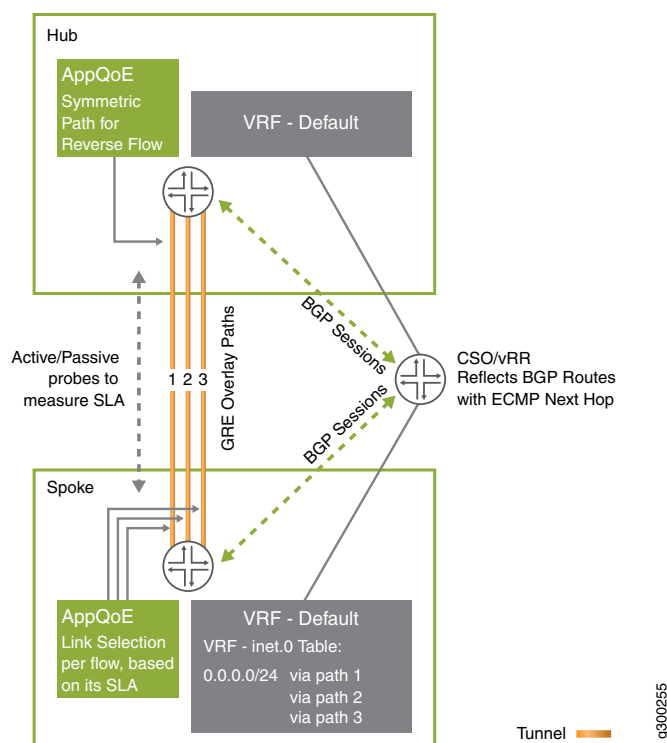 Hub
AppQoE
Symmetric
Path for
Reverse Flow
VRF - Default
BGP Sessions
GRE Overlay Paths
Active/Passive
probes to
measure SLA
1 2 3
CSO/vRR
Reflects BGP Routes
with ECMP Next Hop
BGP Sessions
Spoke
AppQoE
Link Selection
per flow, based
on its SLA
VRF - Default
VRF - inet.0 Table:
0.0.0.0/24 via path 1
via path 2
via path 3
Tunnel
g300255